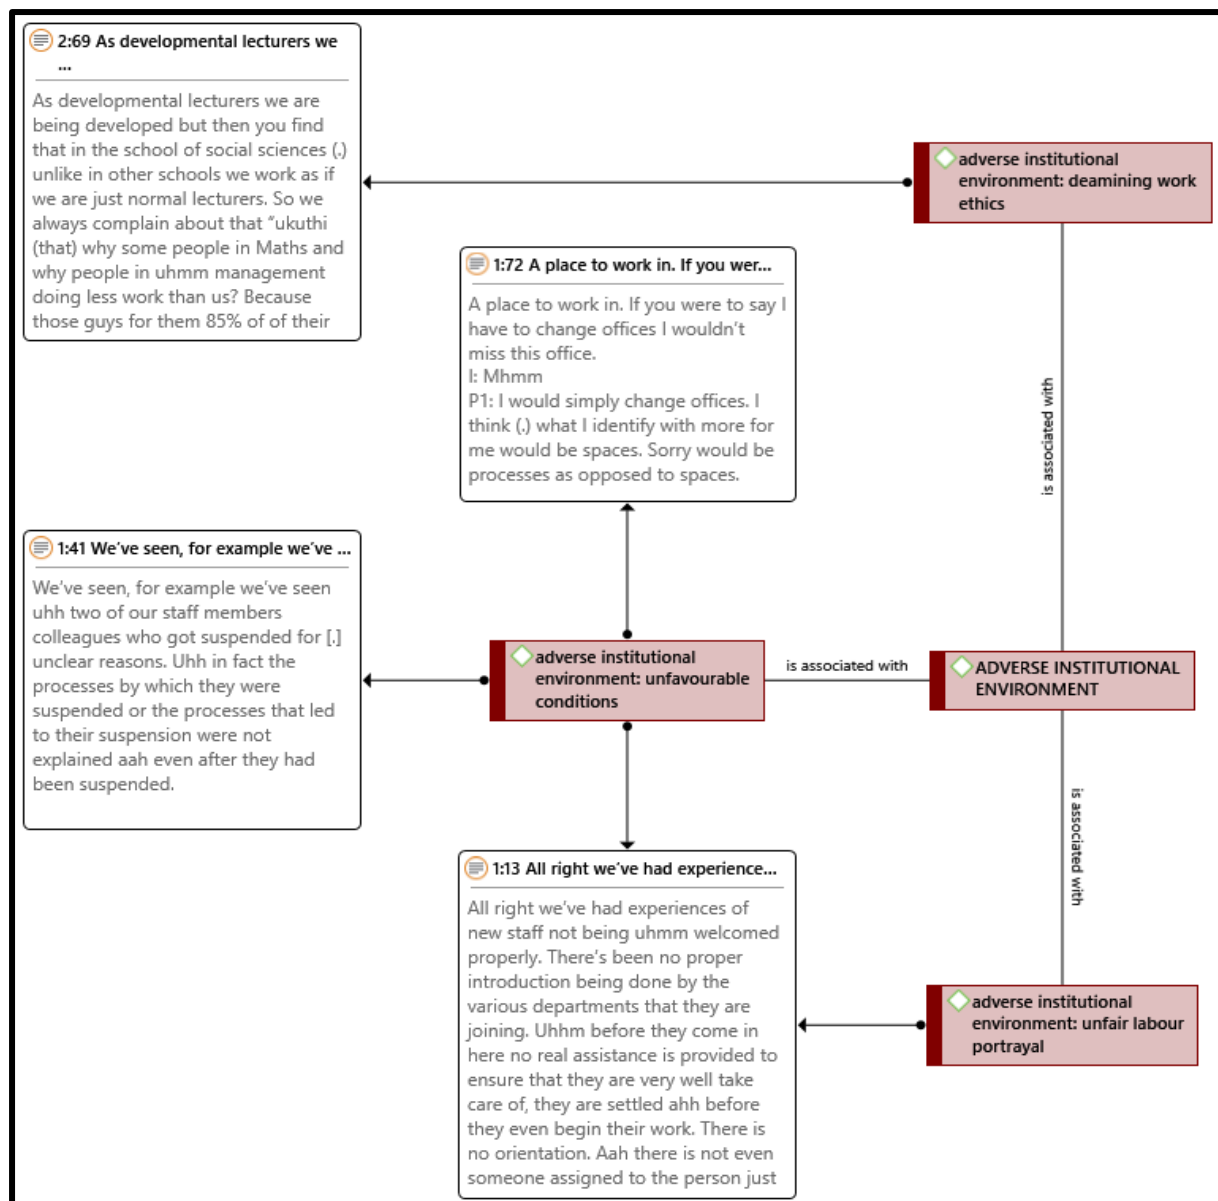 2:69 As developmental lecturers we
...
As developmental lecturers we are
being developed but then you find
that in the school of social sciences (.)
unlike in other schools we work as if
we are just normal lecturers. So we
always complain about that “ukuthi
(that) why some people in Maths and
why people in uhmm management
doing less work than us? Because
those guys for them 85% of of their
adverse institutional
environment: deamining work
ethics
1:72 A place to work in. If you wer...
A place to work in. If you were to say I
have to change offices I wouldn’t
miss this office.
I: Mhmm
P1: I would simply change offices. I
think (.) what I identify with more for
me would be spaces. Sorry would be
processes as opposed to spaces.
is associated with
1:41 We’ve seen, for example we’ve ...
We’ve seen, for example we’ve seen
uhh two of our staff members
colleagues who got suspended for [.]
unclear reasons. Uhh in fact the
processes by which they were
suspended or the processes that led
to their suspension were not
explained aah even after they had
been suspended.
adverse institutional
environment: unfavourable
conditions
is associated with
ADVERSE INSTITUTIONAL
ENVIRONMENT
is associated with
1:13 All right we’ve had experience...
All right we’ve had experiences of
new staff not being uhmm welcomed
properly. There’s been no proper
introduction being done by the
various departments that they are
joining. Uhhm before they come in
here no real assistance is provided to
ensure that they are very well take
care of, they are settled ahh before
they even begin their work. There is
no orientation. Aah there is not even
someone assigned to the person just
adverse institutional
environment: unfair labour
portrayal